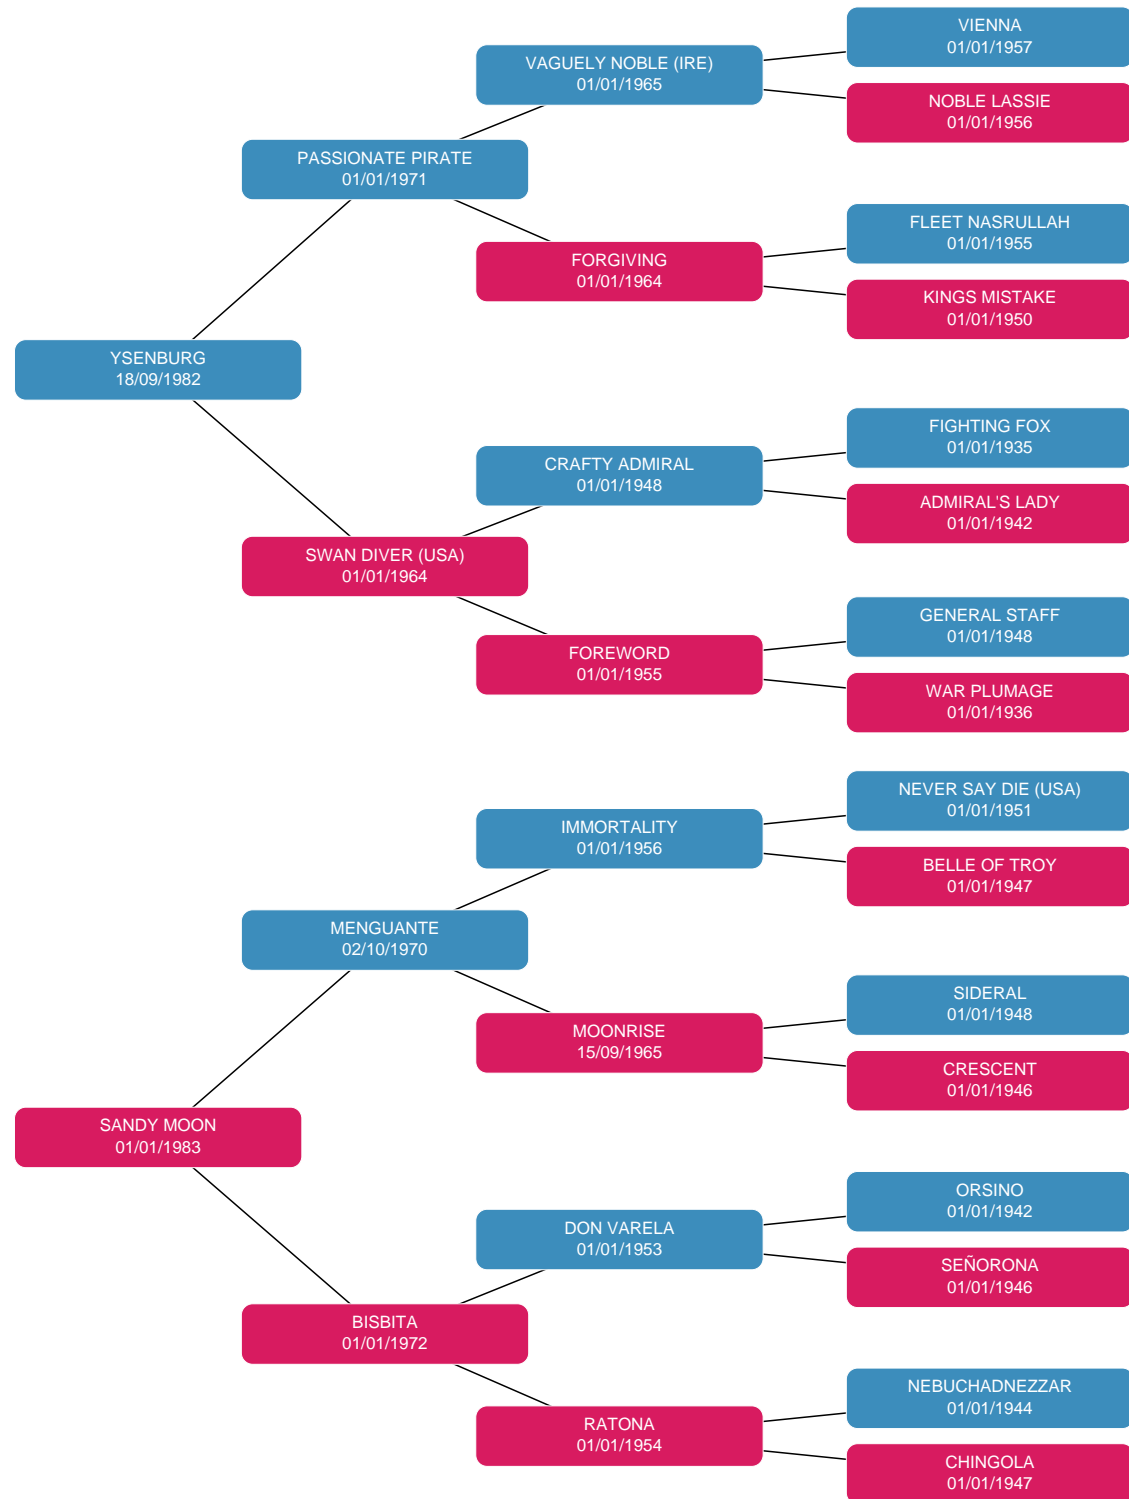 VIENNA
01/01/1957
VAGUELY NOBLE (IRE)
01/01/1965
NOBLE LASSIE
01/01/1956
PASSIONATE PIRATE
01/01/1971
FLEET NASRULLAH
01/01/1955
FORGIVING
01/01/1964
KINGS MISTAKE
01/01/1950
YSENBURG
18/09/1982
FIGHTING FOX
01/01/1935
CRAFTY ADMIRAL
01/01/1948
ADMIRAL'S LADY
01/01/1942
SWAN DIVER (USA)
01/01/1964
GENERAL STAFF
01/01/1948
FOREWORD
01/01/1955
WAR PLUMAGE
01/01/1936
NEVER SAY DIE (USA)
01/01/1951
IMMORTALITY
01/01/1956
BELLE OF TROY
01/01/1947
MENGUANTE
02/10/1970
SIDERAL
01/01/1948
MOONRISE
15/09/1965
CRESCENT
01/01/1946
SANDY MOON
01/01/1983
ORSINO
01/01/1942
DON VARELA
01/01/1953
SEÑORONA
01/01/1946
BISBITA
01/01/1972
NEBUCHADNEZZAR
01/01/1944
RATONA
01/01/1954
CHINGOLA
01/01/1947